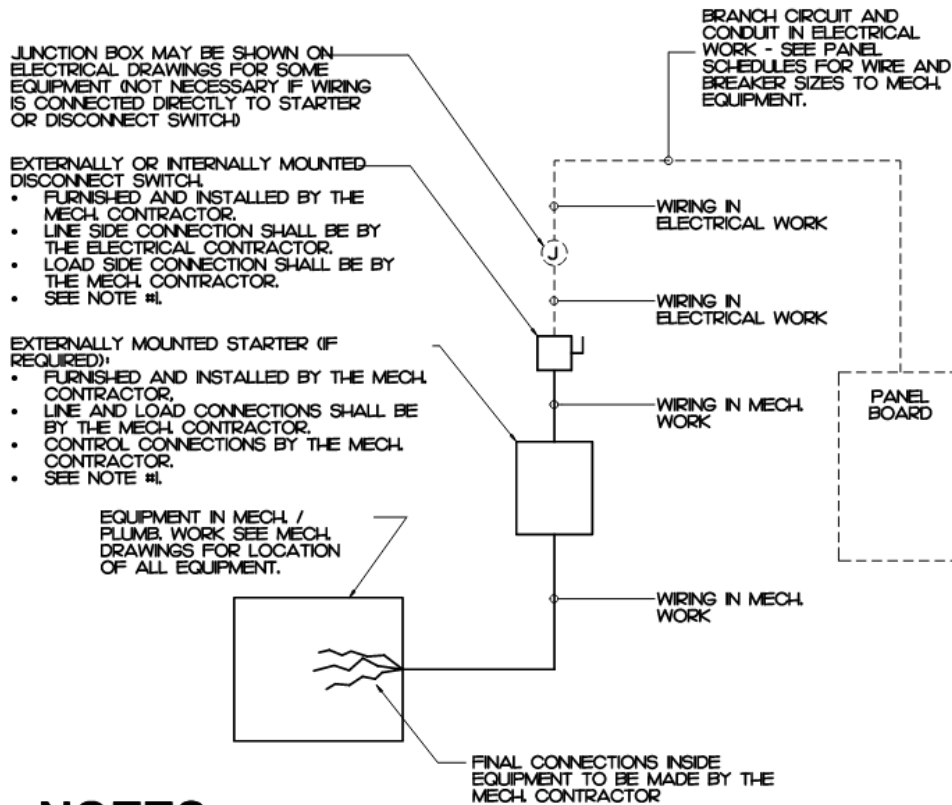 BRANCH CIRCUIT AND
CONDUIT IN ELECTRICAL
WORK - SEE PANEL
SCHEDULES FOR WIRE AND
BREAKER SIZES TO MECH.
EQUIPMENT.
JUNCTION BOX MAY BE SHOWN ON
ELECTRICAL DRAWINGS FOR SOME
EQUIPMENT (NOT NECESSARY IF WIRING
IS CONNECTED DIRECTLY TO STARTER
OR DISCONNECT SWITCH)
EXTERNALLY OR INTERNALLY MOUNTED
DISCONNECT SWITCH.
• FURNISHED AND INSTALLED BY THE
MECH. CONTRACTOR.
• LINE SIDE CONNECTION SHALL BE BY
THE ELECTRICAL CONTRACTOR.
• LOAD SIDE CONNECTION SHALL BE BY
THE MECH. CONTRACTOR.
• SEE NOTE #1.
WIRING IN
ELECTRICAL WORK
J
WIRING IN
ELECTRICAL WORK
EXTERNALLY MOUNTED STARTER (IF
REQUIRED):
• FURNISHED AND INSTALLED BY THE MECH.
CONTRACTOR,
• LINE AND LOAD CONNECTIONS SHALL BE
BY THE MECH. CONTRACTOR.
• CONTROL CONNECTIONS BY THE MECH.
CONTRACTOR.
• SEE NOTE #1.
WIRING IN MECH.
WORK
PANEL
BOARD
EQUIPMENT IN MECH. /
PLUMB. WORK SEE MECH.
DRAWINGS FOR LOCATION
OF ALL EQUIPMENT.
WIRING IN MECH.
WORK
FINAL CONNECTIONS INSIDE
EQUIPMENT TO BE MADE BY THE
MECH. CONTRACTOR